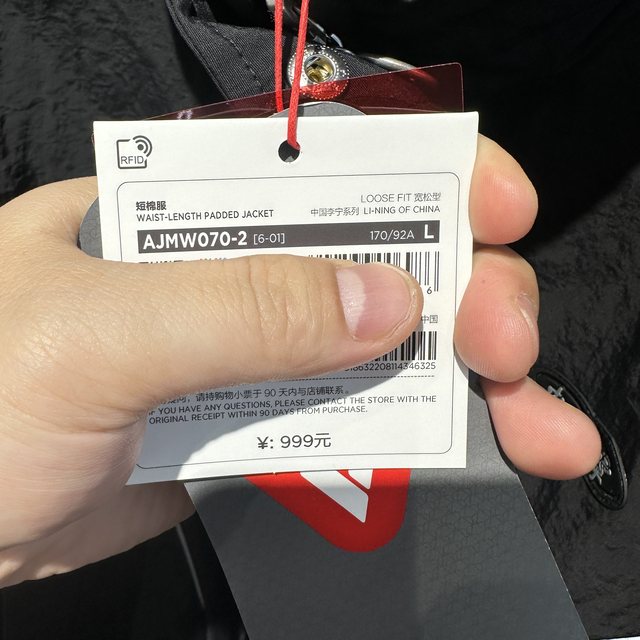 RFID
短棉服
WAIST-LENGTH PADDED JACKET
LOOSE FIT 宽松型
中国李宁系列 LI-NING OF CHINA
AJMW070-2 [6-01] 170/92A L
6
中国
请持购物小票于 90 天内与店铺联系。
IF YOU HAVE ANY QUESTIONS, PLEASE CONTACT THE STORE WITH THE
ORIGINAL RECEIPT WITHIN 90 DAYS FROM PURCHASE.
¥: 999元